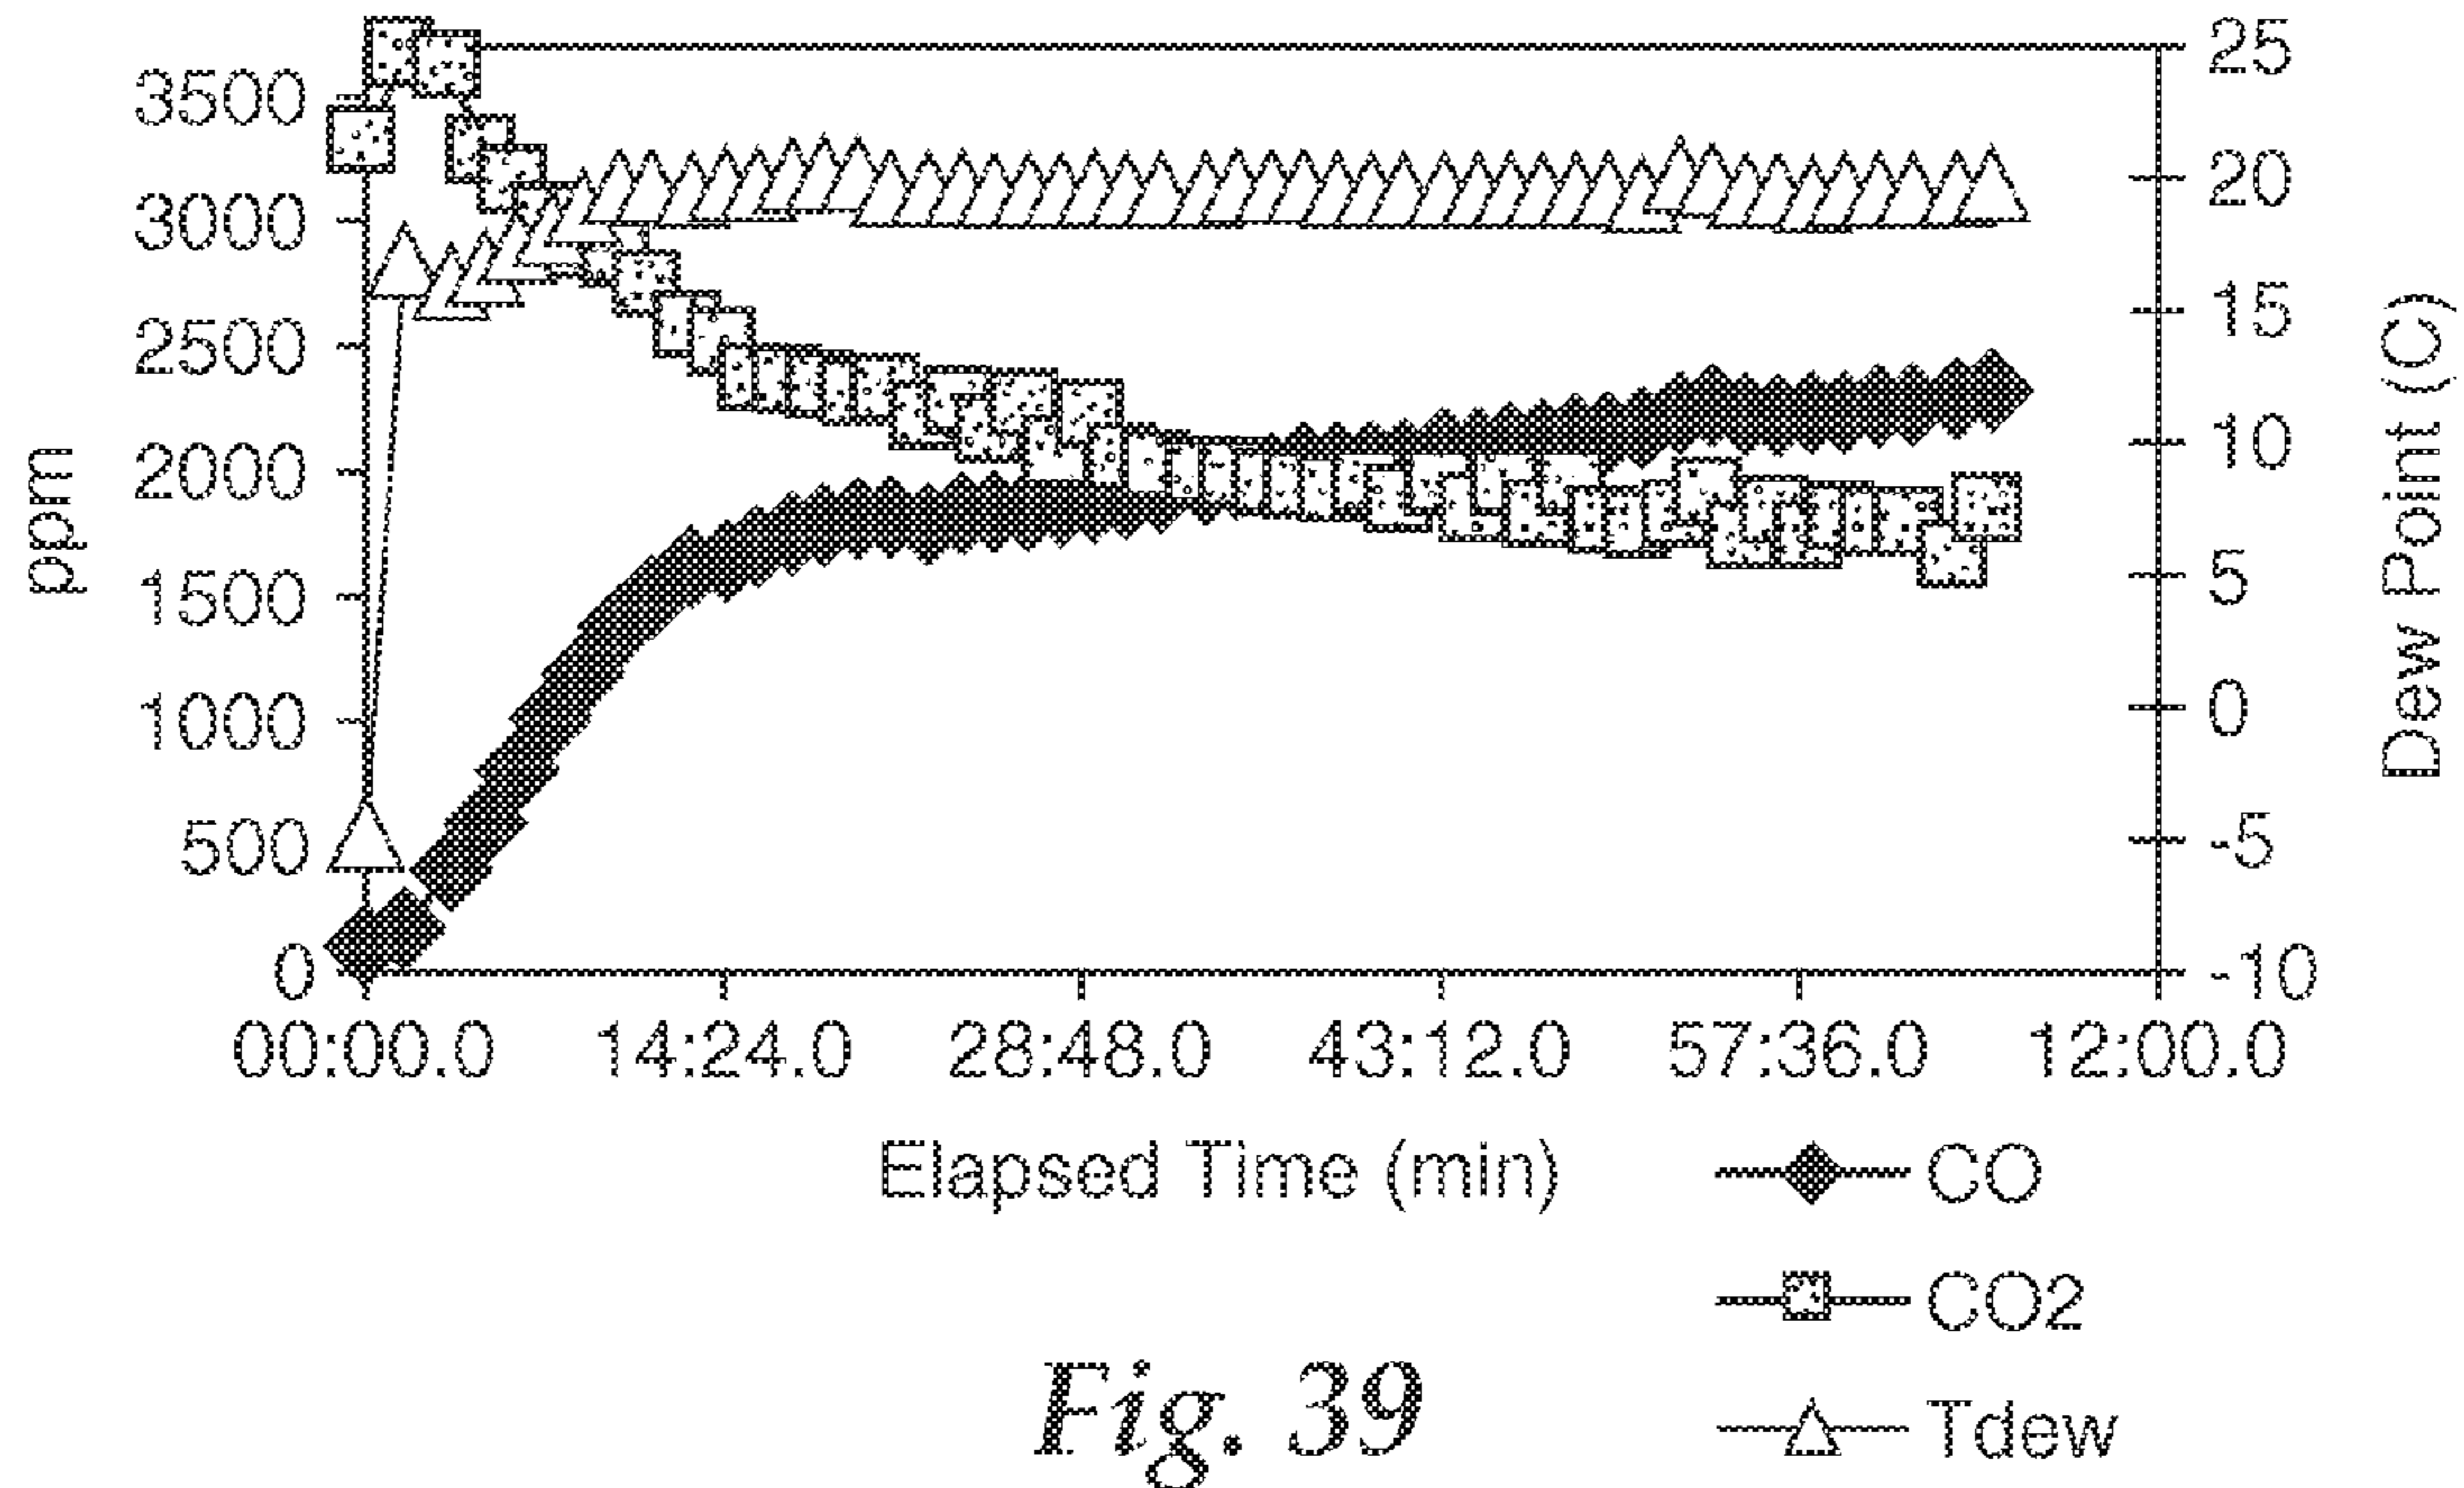 3500
3000
2500
2000
1500
1000
500
0
ppm
25
20
15
10
5
0
-5
-10
Dew Point (C)
00:00.0 14:24.0 28:48.0 43:12.0 57:36.0 12:00.0
Elapsed Time (min)
CO
CO2
Tdew
Fig. 39